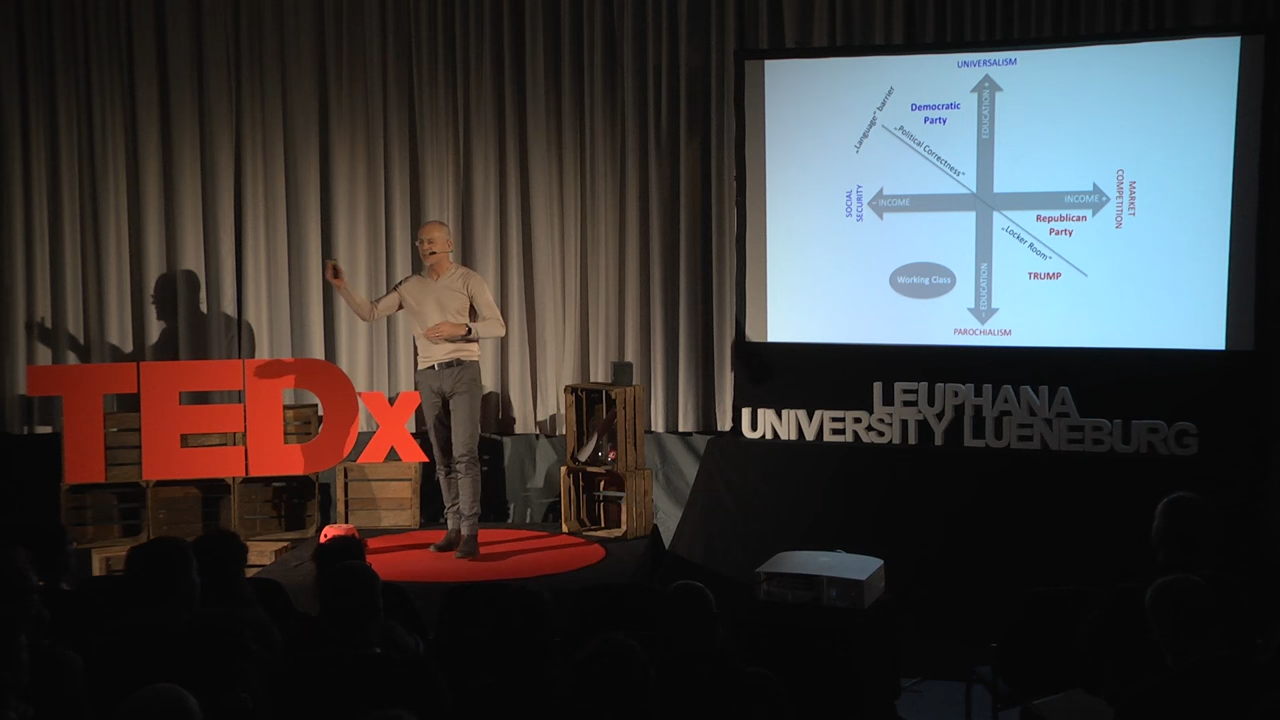 UNIVERSALISM
EDUCATION +
"Language" barrier
Democratic
Party
„Political Correctness"
SOCIAL
SECURITY
- INCOME
INCOME +
MARKET
COMPETITION
Republican
Party
„Locker Room"
Working Class
TRUMP
- EDUCATION
PAROCHIALISM
TEDx
LEUPHANA
UNIVERSITY LUENEBURG